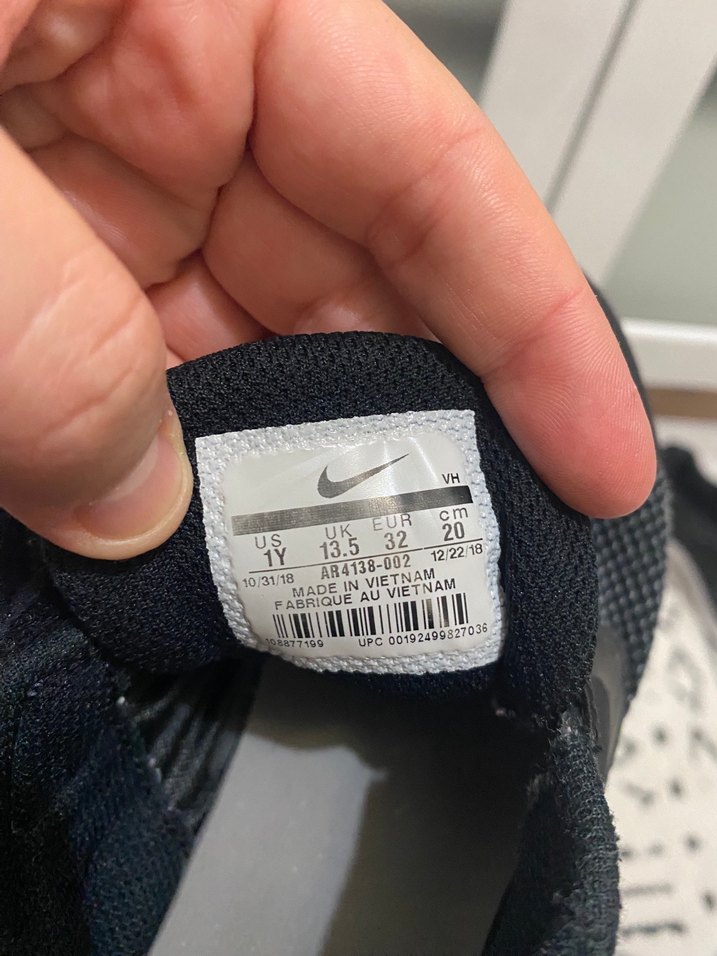 VH
US UK EUR cm
1Y 13.5 32 20
10/31/18 AR4138-002 12/22/18
MADE IN VIETNAM
FABRIQUE AU VIETNAM
108877199 UPC 00192499827036